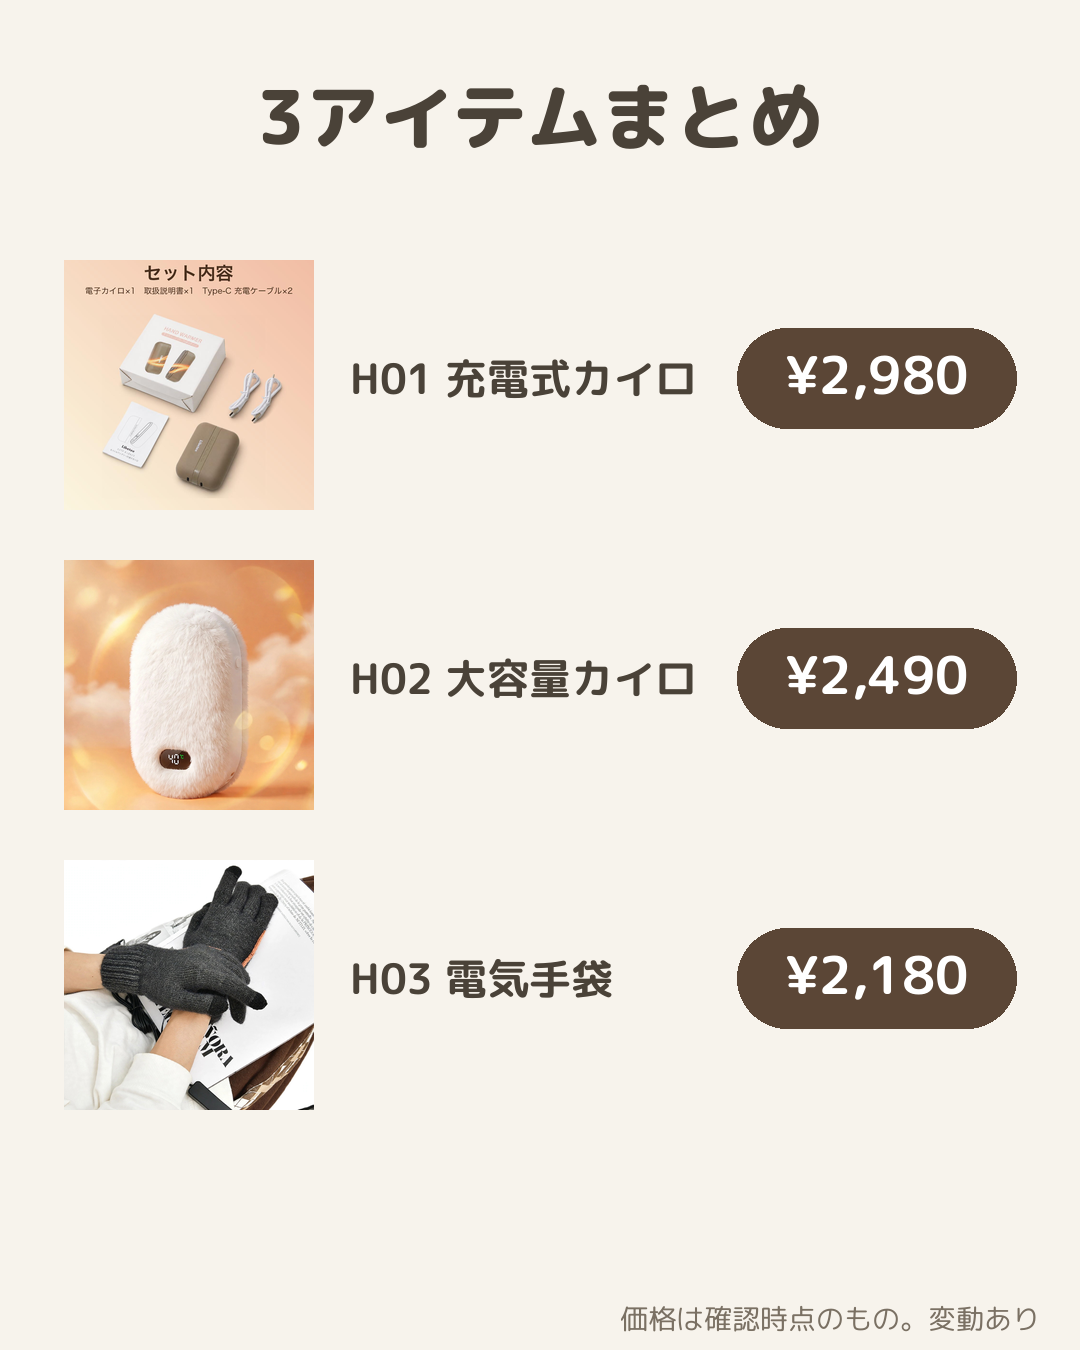 3アイテムまとめ
セット内容
電子カイロ×1 取扱説明書×1 Type-C 充電ケーブル×2
HAND WARMER
H01 充電式カイロ
¥2,980
40
H02 大容量カイロ
¥2,490
H03 電気手袋
¥2,180
価格は確認時点のもの。変動あり